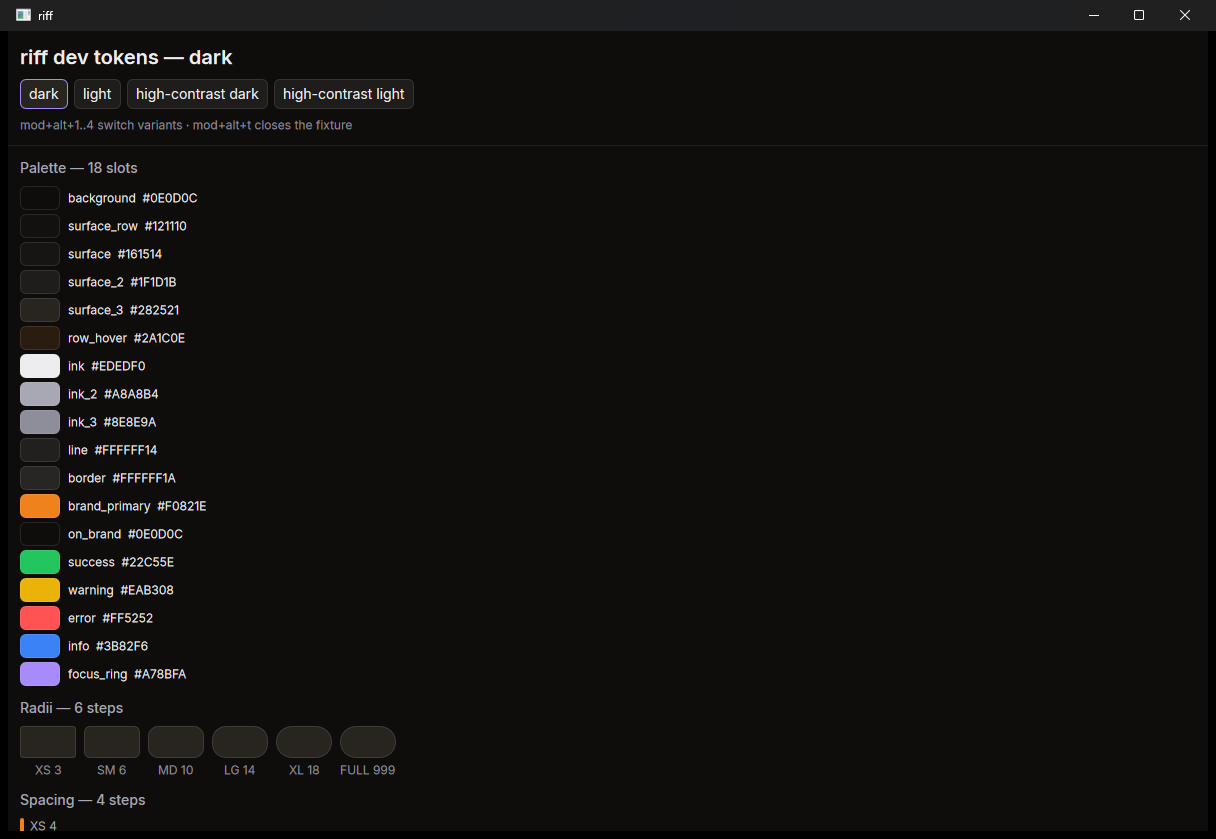 riff
riff dev tokens — dark
dark light high-contrast dark high-contrast light
mod+alt+1..4 switch variants · mod+alt+t closes the fixture
Palette — 18 slots
background #0E0D0C
surface_row #121110
surface #161514
surface_2 #1F1D1B
surface_3 #282521
row_hover #2A1C0E
ink #EDEDF0
ink_2 #A8A8B4
ink_3 #8E8E9A
line #FFFFFF14
border #FFFFFF1A
brand_primary #F0821E
on_brand #0E0D0C
success #22C55E
warning #EAB308
error #FF5252
info #3B82F6
focus_ring #A78BFA
Radii — 6 steps
XS 3 SM 6 MD 10 LG 14 XL 18 FULL 999
Spacing — 4 steps
XS 4